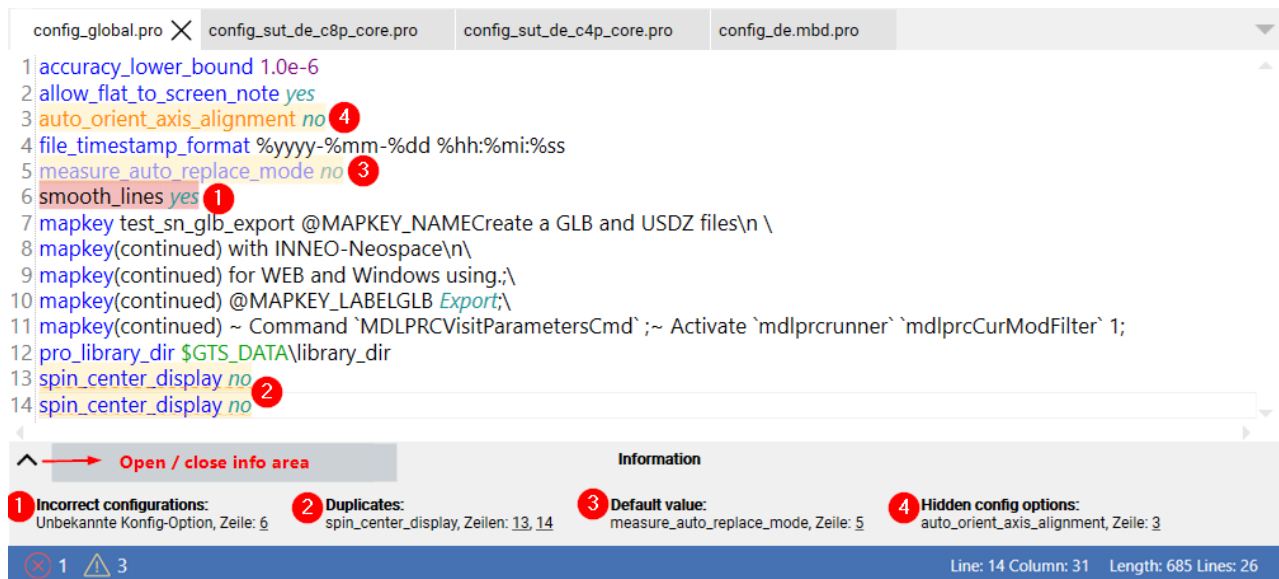 config_global.pro config_sut_de_c8p_core.pro config_sut_de_c4p_core.pro config_de.mbd.pro
1 accuracy_lower_bound 1.0e-6
2 allow_flat_to_screen_note yes
3 auto_orient_axis_alignment no 4
4 file_timestamp_format %yyyy-%mm-%dd %hh:%mi:%ss
5 measure_auto_replace_mode no 3
6 smooth_lines yes 1
7 mapkey test_sn_glb_export @MAPKEY_NAMECreate a GLB and USDZ files\n \
8 mapkey(continued) with INNEO-Neospace\n\
9 mapkey(continued) for WEB and Windows using.;\
10 mapkey(continued) @MAPKEY_LABELGLB Export;\
11 mapkey(continued) ~ Command `MDLPRCVisitParametersCmd` ;~ Activate `mdlprcrunner` `mdlprcCurModFilter` 1;
12 pro_library_dir $GTS_DATA\library_dir
13 spin_center_display no
2
14 spin_center_display no
Open / close info area Information
1 Incorrect configurations: 2 Duplicates: 3 Default value: 4 Hidden config options:
Unbekannte Konfig-Option, Zeile: 6 spin_center_display, Zeilen: 13, 14 measure_auto_replace_mode, Zeile: 5 auto_orient_axis_alignment, Zeile: 3
1 3 Line: 14 Column: 31 Length: 685 Lines: 26